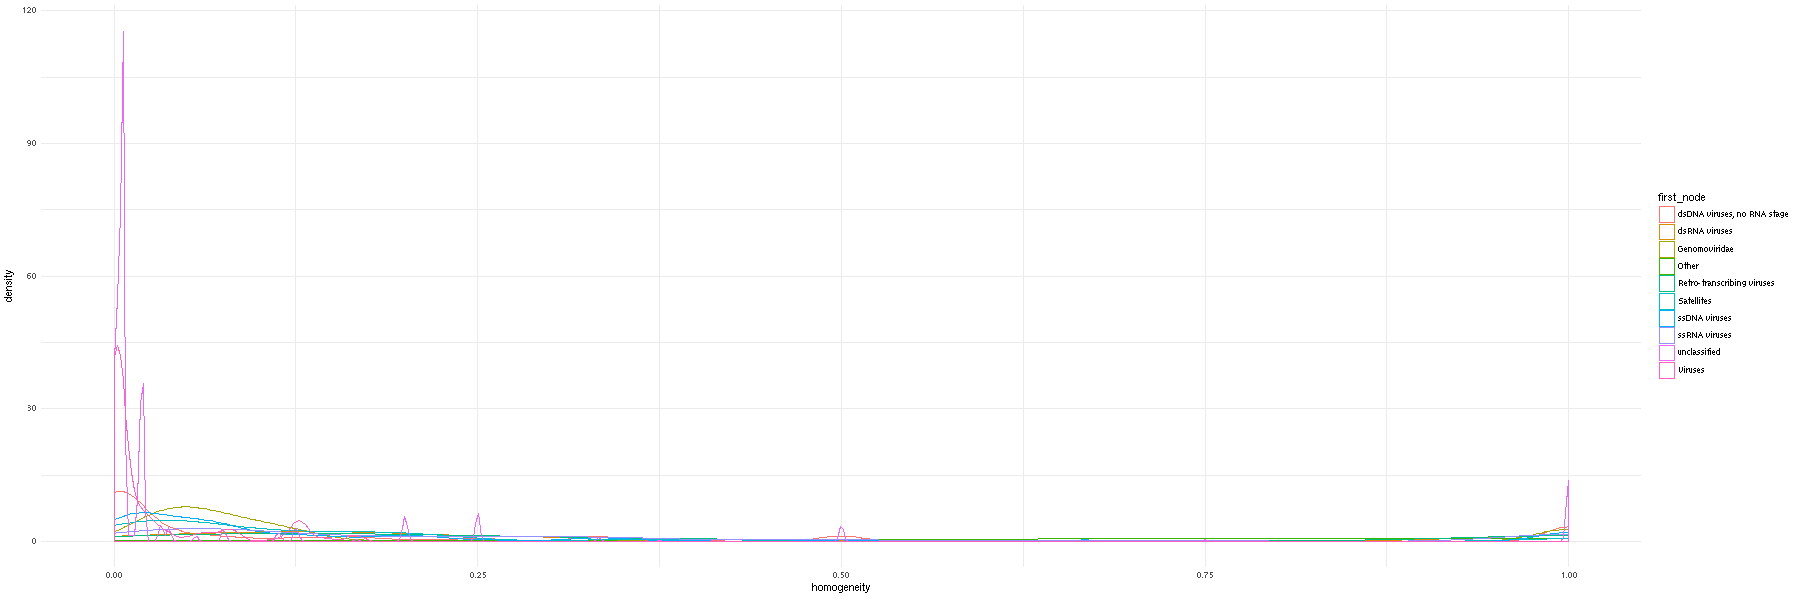 120
90
60
30
0
density
0.00 0.25 0.50 0.75 1.00
homogeneity
first_node
dsDNA viruses, no RNA stage
dsRNA viruses
Genomoviridae
Other
Retro-transcribing viruses
Satellites
ssDNA viruses
ssRNA viruses
unclassified
Viruses